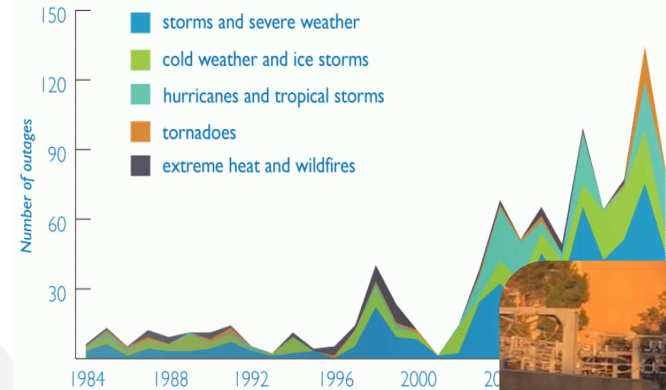 150
storms and severe weather
cold weather and ice storms
120
hurricanes and tropical storms
tornadoes
90
extreme heat and wildfires
Number of outages
60
30
1984 1988 1992 1996 2000 20